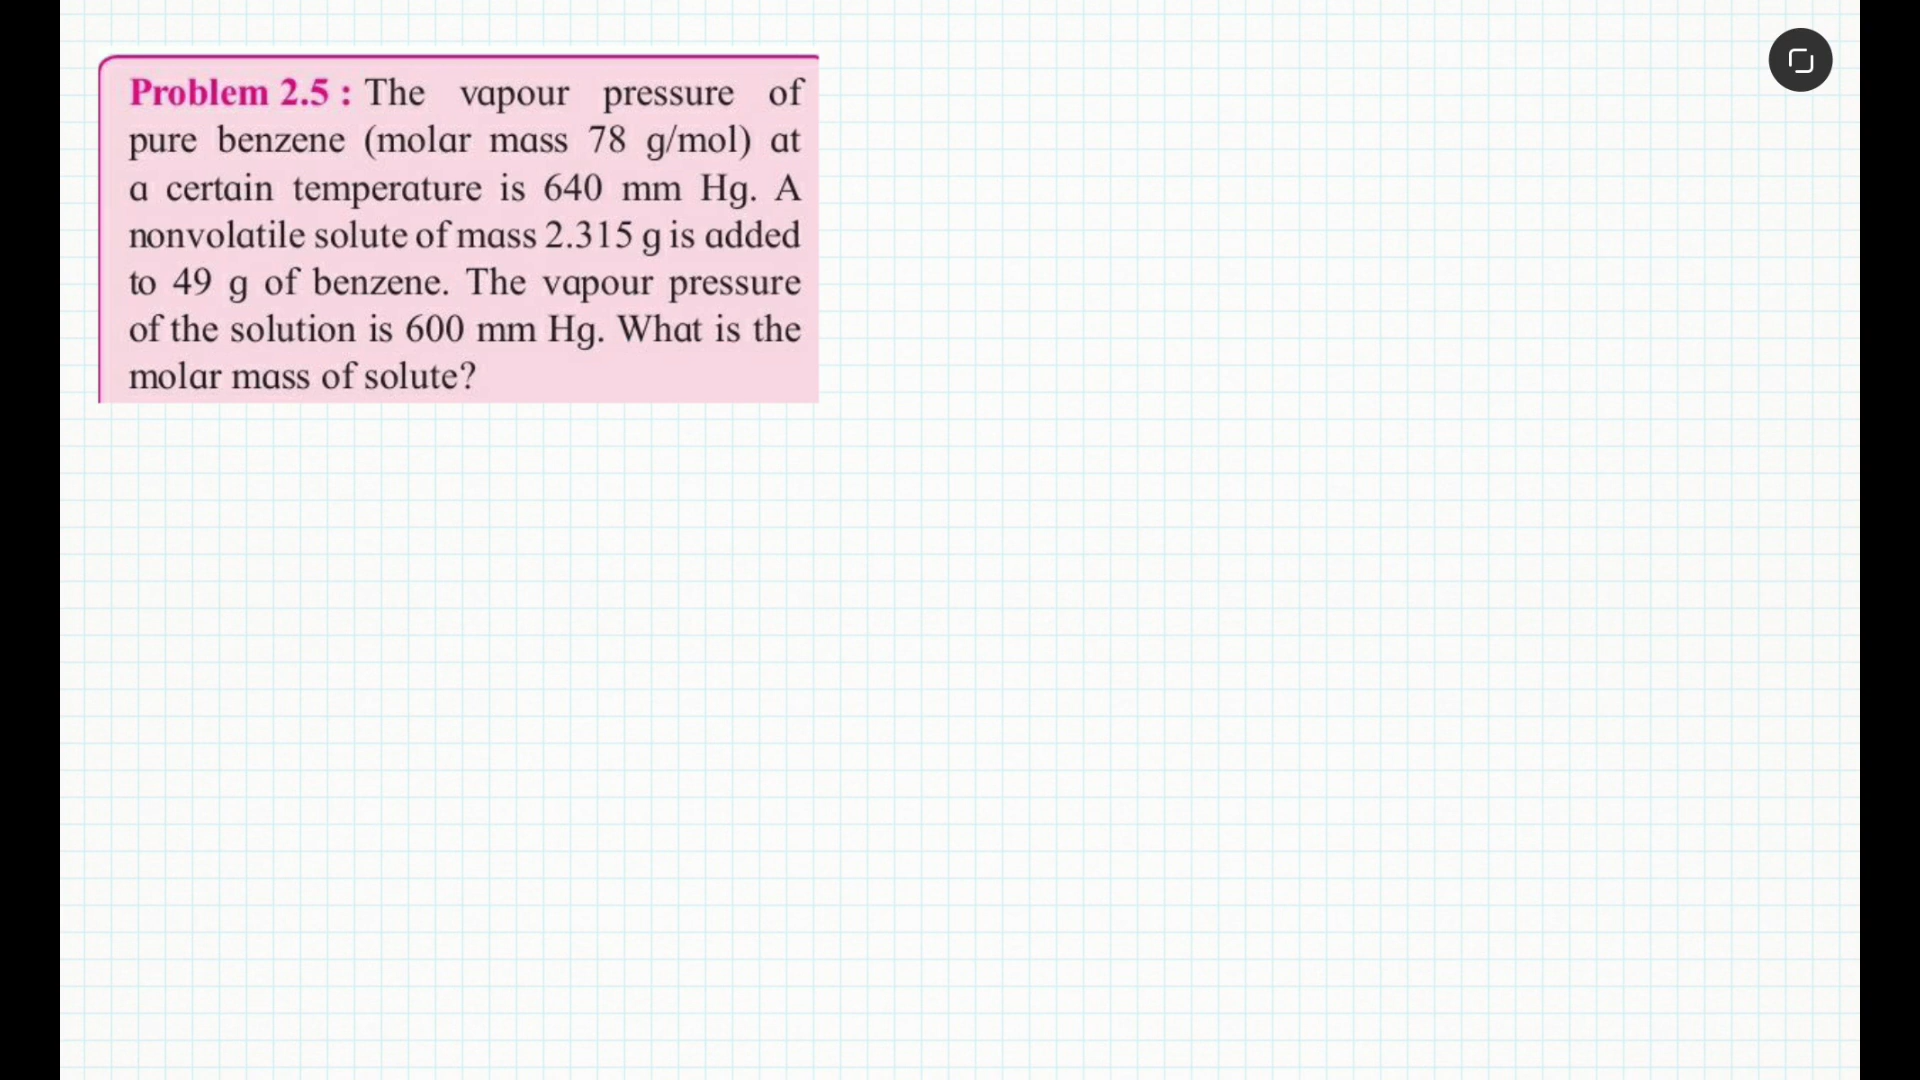 Problem 2.5 : The vapour pressure of
pure benzene (molar mass 78 g/mol) at
a certain temperature is 640 mm Hg. A
nonvolatile solute of mass 2.315 g is added
to 49 g of benzene. The vapour pressure
of the solution is 600 mm Hg. What is the
molar mass of solute?